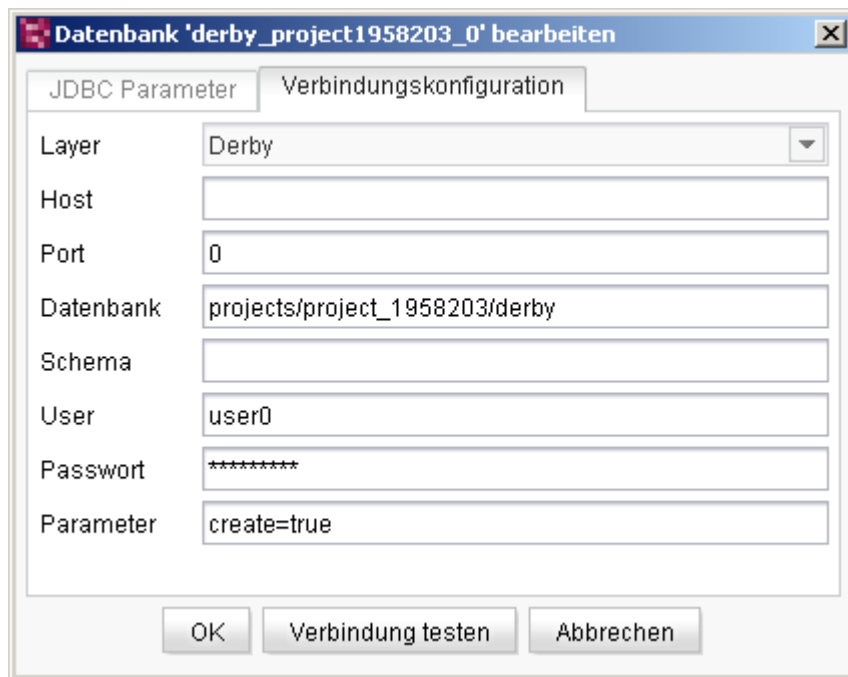 Datenbank 'derby_project1958203_0' bearbeiten
JDBC Parameter Verbindungskonfiguration
Layer Derby
Host
Port 0
Datenbank projects/project_1958203/derby
Schema
User user0
Passwort *********
Parameter create=true
OK Verbindung testen Abbrechen